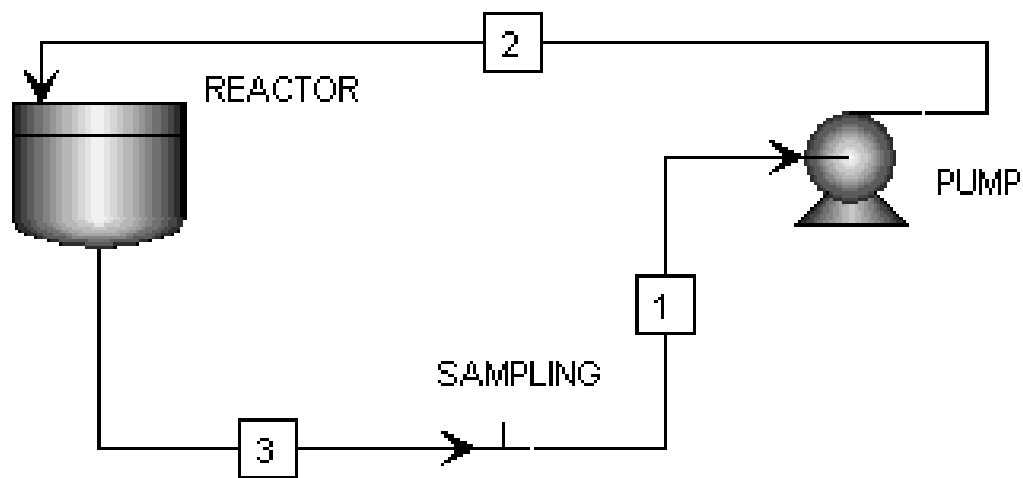 2
REACTOR
PUMP
1
SAMPLING
3